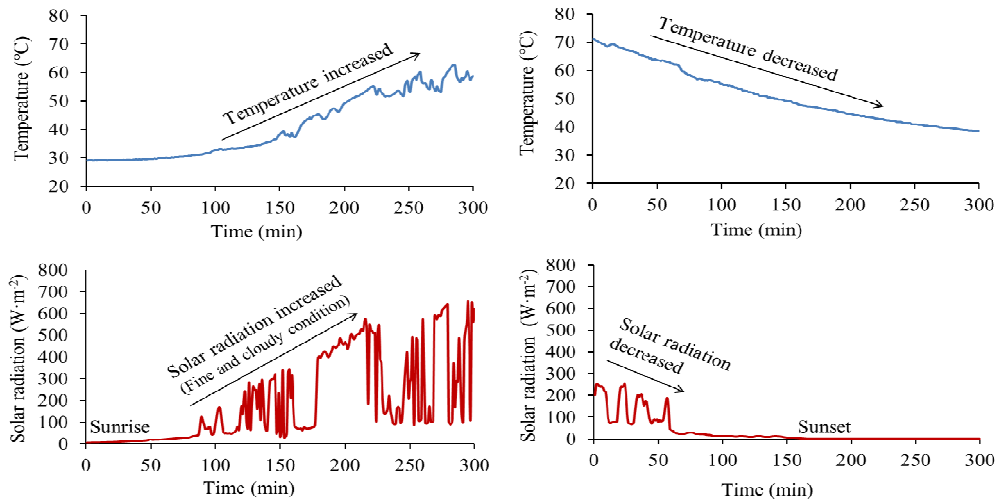 80
70
60
50
40
30
20
Temperature (°C)
Temperature increased
0 50 100 150 200 250 300
Time (min)
80
70
60
50
40
30
20
Temperature (°C)
Temperature decreased
0 50 100 150 200 250 300
Time (min)
800
700
600
500
400
300
200
100
0
Solar radiation (W·m-2)
Solar radiation increased
(Fine and cloudy condition)
Sunrise
0 50 100 150 200 250 300
Time (min)
800
700
600
500
400
300
200
100
0
Solar radiation (W·m-2)
Solar radiation
decreased
Sunset
0 50 100 150 200 250 300
Time (min)